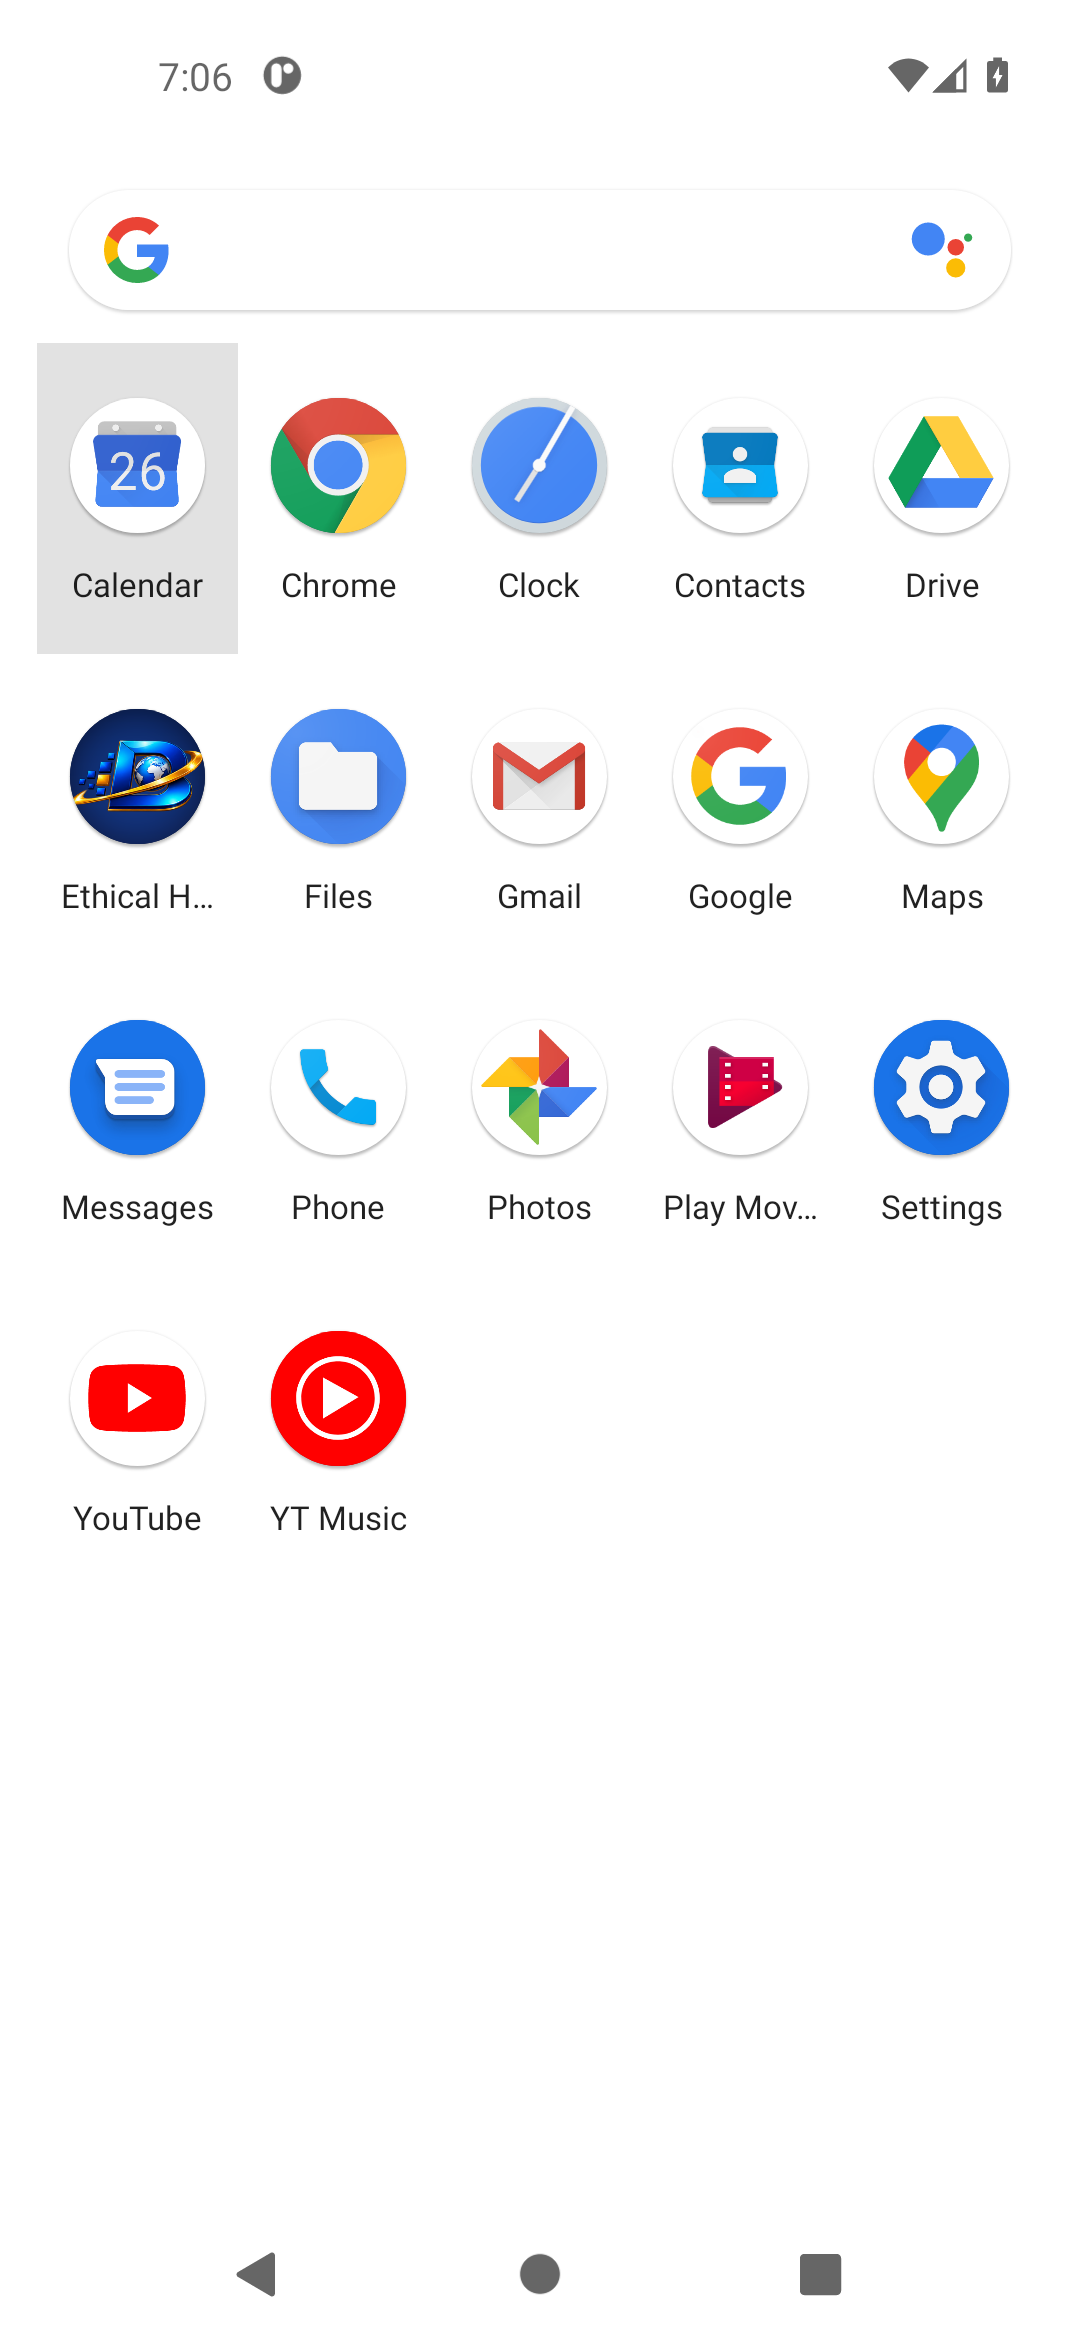 7:06
26
Calendar
Chrome
Clock
Contacts
Drive
Ethical H...
Files
Gmail
Google
Maps
Messages
Phone
Photos
Play Mov...
Settings
YouTube
YT Music